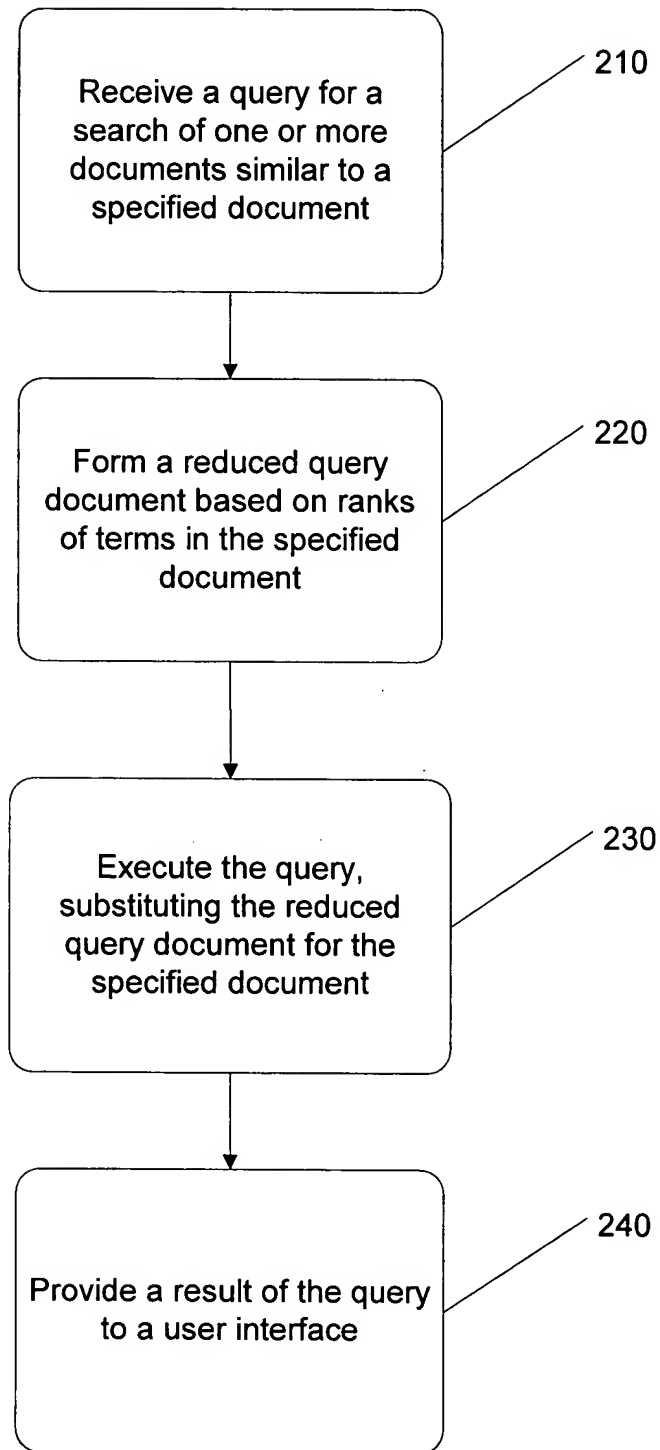 Receive a query for a
search of one or more
documents similar to a
specified document
210
Form a reduced query
document based on ranks
of terms in the specified
document
220
Execute the query,
substituting the reduced
query document for the
specified document
230
Provide a result of the query
to a user interface
240